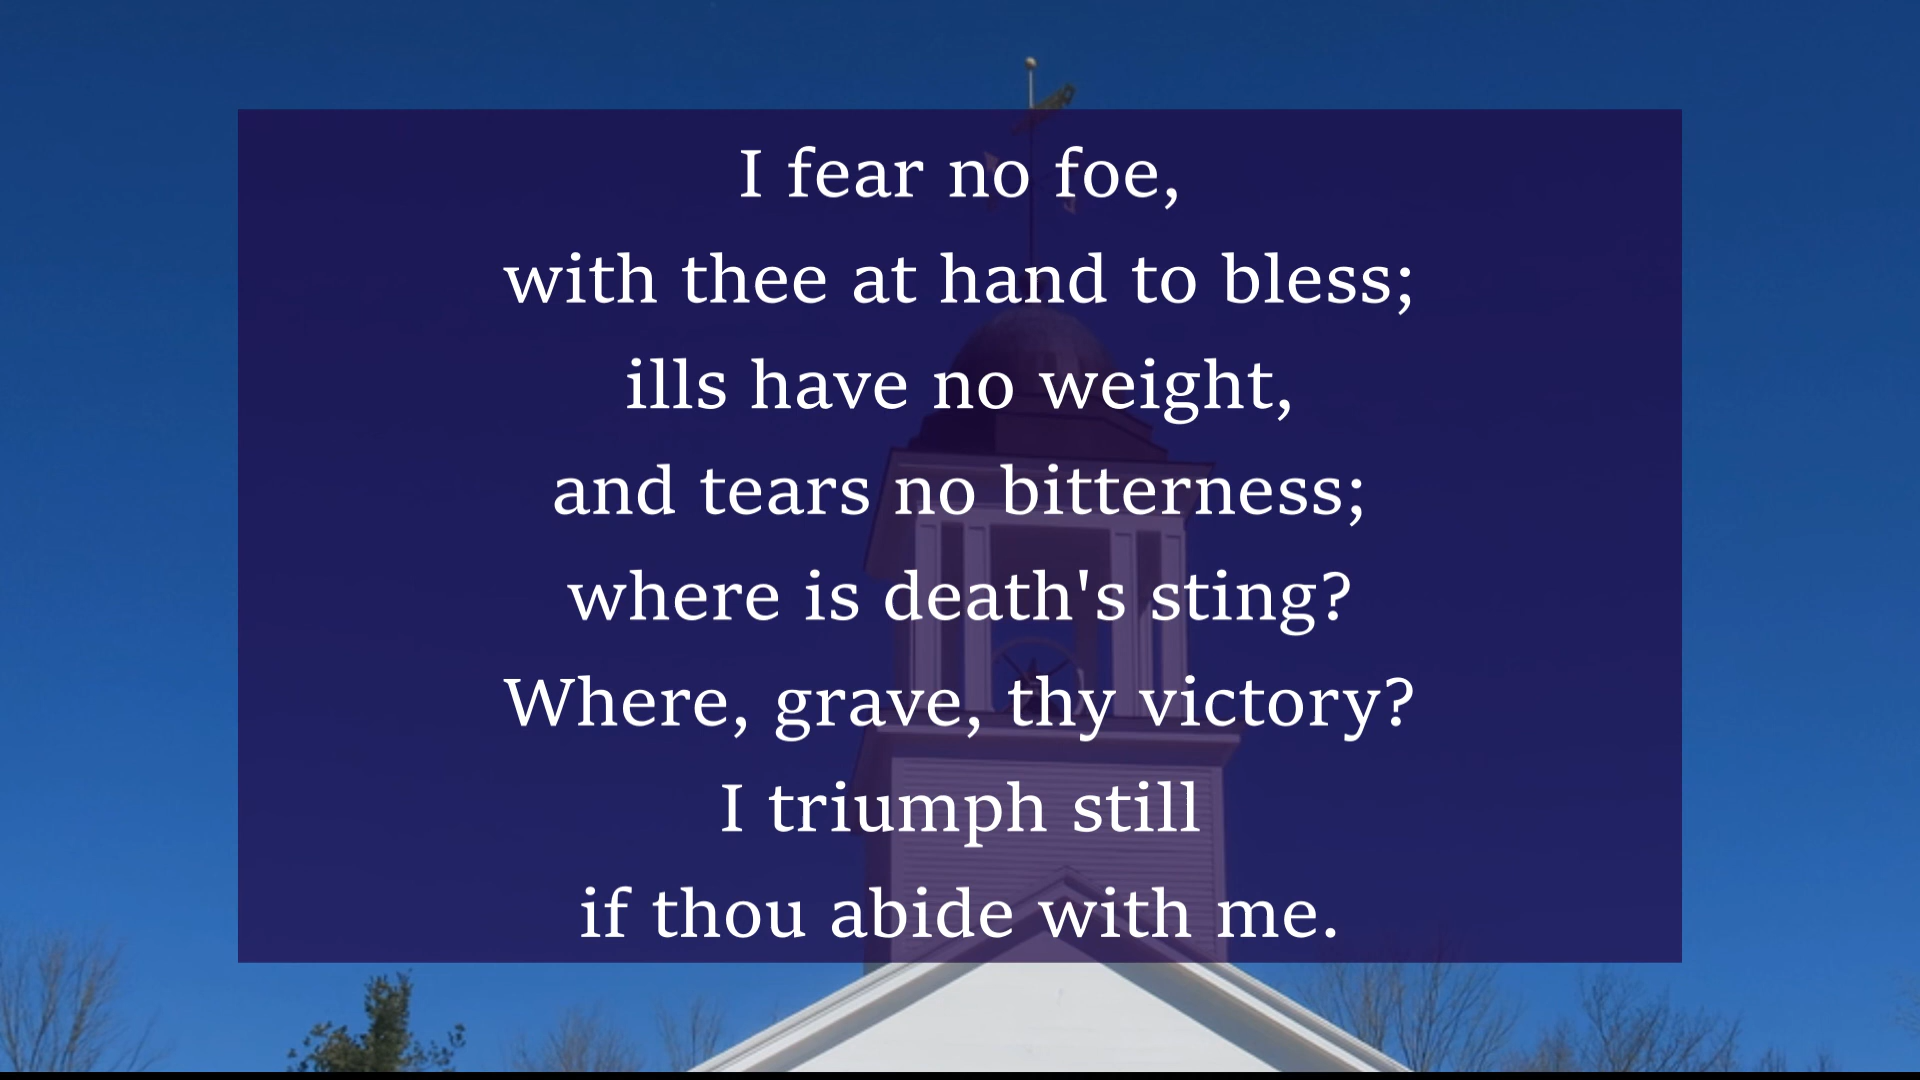 I fear no foe,
with thee at hand to bless;
ills have no weight,
and tears no bitterness;
where is death's sting?
Where, grave, thy victory?
I triumph still
if thou abide with me.